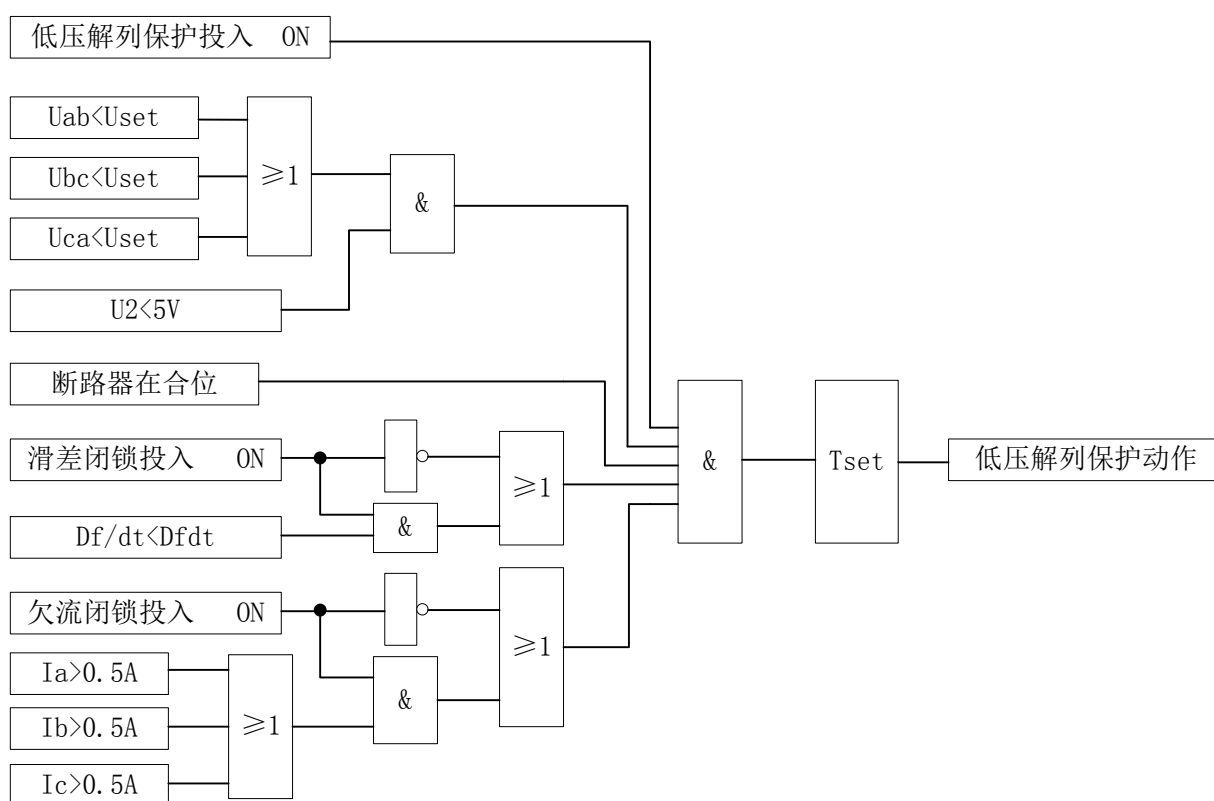 低压解列保护投入 ON
Uab<Uset
Ubc<Uset
Uca<Uset
≥1
&
U2<5V
断路器在合位
滑差闭锁投入 ON
Df/dt<Dfdt
&
≥1
欠流闭锁投入 ON
Ia>0.5A
Ib>0.5A
Ic>0.5A
≥1
&
≥1
&
Tset
低压解列保护动作